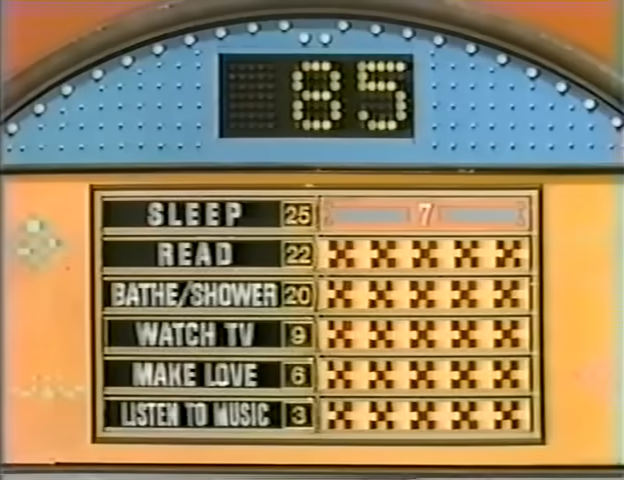 85
SLEEP 25 7
READ 22
BATHE/SHOWER 20
WATCH TV 9
MAKE LOVE 6
LISTEN TO MUSIC 3